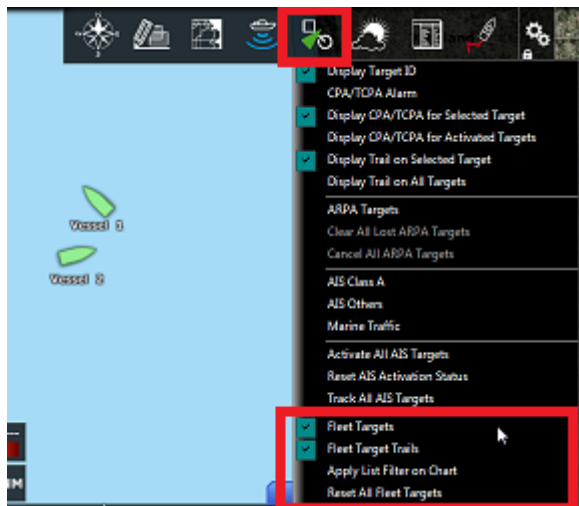 Display Target ID
CPA/TCPA Alarm
Display CPA/TCPA for Selected Target
Display CPA/TCPA for Activated Targets
Display Trail on Selected Target
Display Trail on All Targets
ARPA Targets
Clear All Lost ARPA Targets
Cancel All ARPA Targets
AIS Class A
AIS Others
Marine Traffic
Activate All AIS Targets
Reset AIS Activation Status
Track All AIS Targets
Fleet Targets
Fleet Target Trails
Apply List Filter on Chart
Reset All Fleet Targets
Vessel 1
Vessel 2